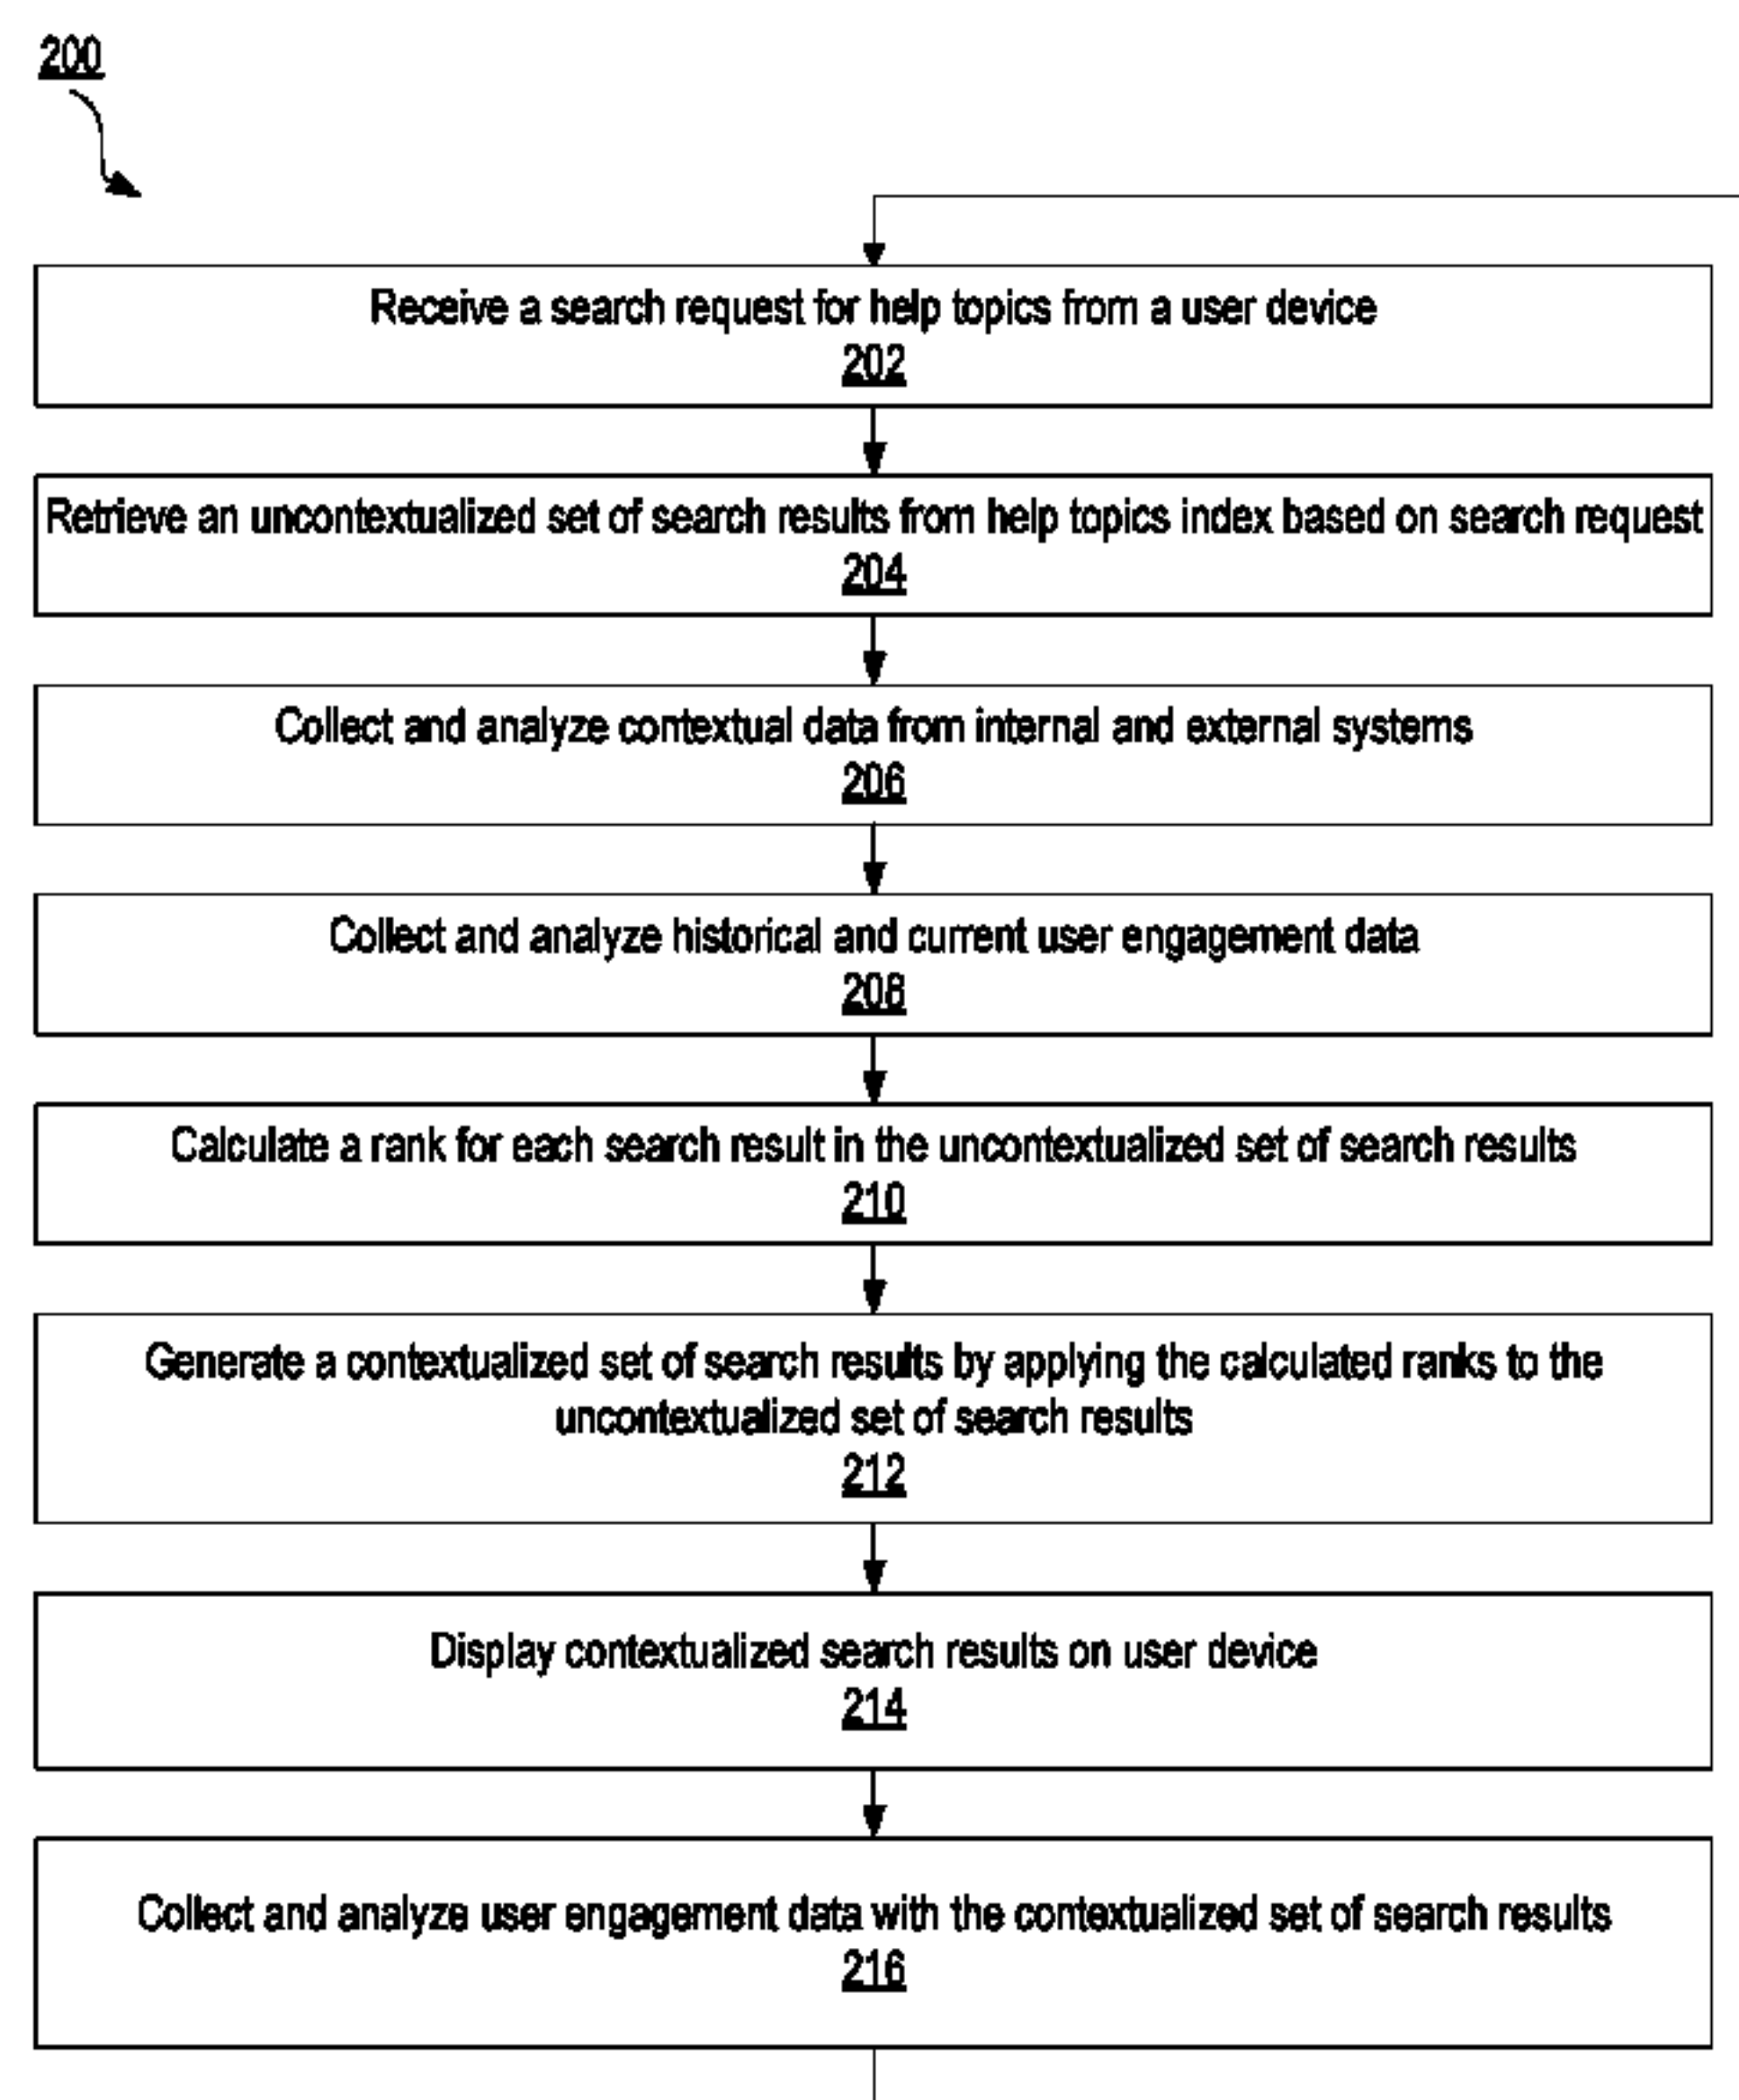 200
Receive a search request for help topics from a user device
202
Retrieve an uncontextualized set of search results from help topics index based on search request
204
Collect and analyze contextual data from internal and external systems
206
Collect and analyze historical and current user engagement data
208
Calculate a rank for each search result in the uncontextualized set of search results
210
Generate a contextualized set of search results by applying the calculated ranks to the
uncontextualized set of search results
212
Display contextualized search results on user device
214
Collect and analyze user engagement data with the contextualized set of search results
216